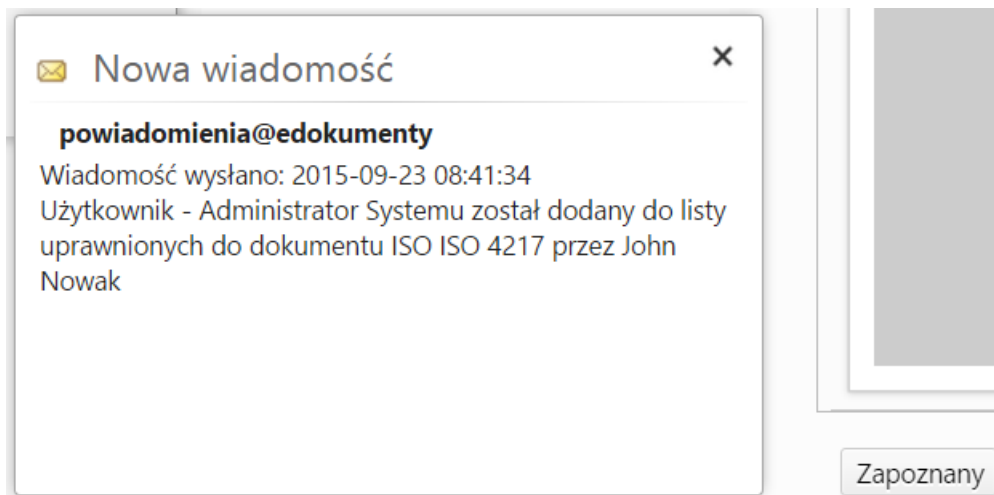 Nowa wiadomość
powiadomienia@edokumenty
Wiadomość wysłano: 2015-09-23 08:41:34
Użytkownik - Administrator Systemu został dodany do listy
uprawnionych do dokumentu ISO ISO 4217 przez John
Nowak
Zapoznany